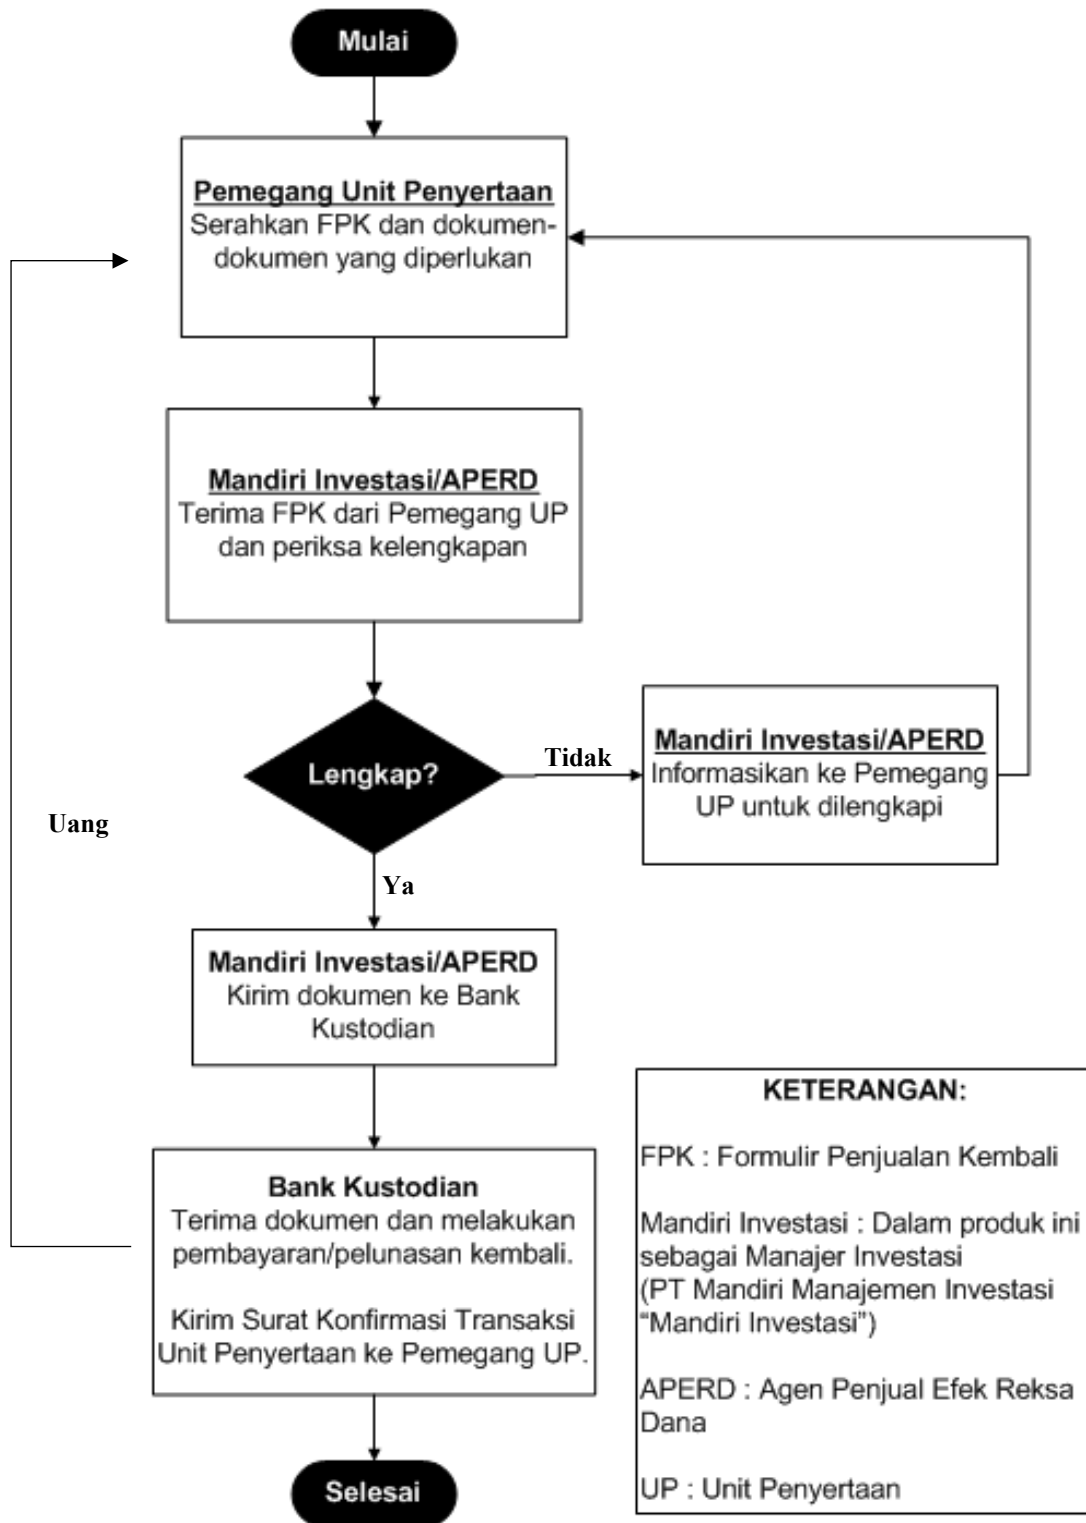 Mulai
Pemegang Unit Penyertaan
Serahkan FPK dan dokumen-
dokumen yang diperlukan
Mandiri Investasi/APERD
Terima FPK dari Pemegang UP
dan periksa kelengkapan
Lengkap?
Tidak
Mandiri Investasi/APERD
Informasikan ke Pemegang
UP untuk dilengkapi
Uang
Ya
Mandiri Investasi/APERD
Kirim dokumen ke Bank
Kustodian
Bank Kustodian
Terima dokumen dan melakukan
pembayaran/pelunasan kembali.
Kirim Surat Konfirmasi Transaksi
Unit Penyertaan ke Pemegang UP.
Selesai
KETERANGAN:
FPK : Formulir Penjualan Kembali
Mandiri Investasi : Dalam produk ini
sebagai Manajer Investasi
(PT Mandiri Manajemen Investasi
“Mandiri Investasi”)
APERD : Agen Penjual Efek Reksa
Dana
UP : Unit Penyertaan